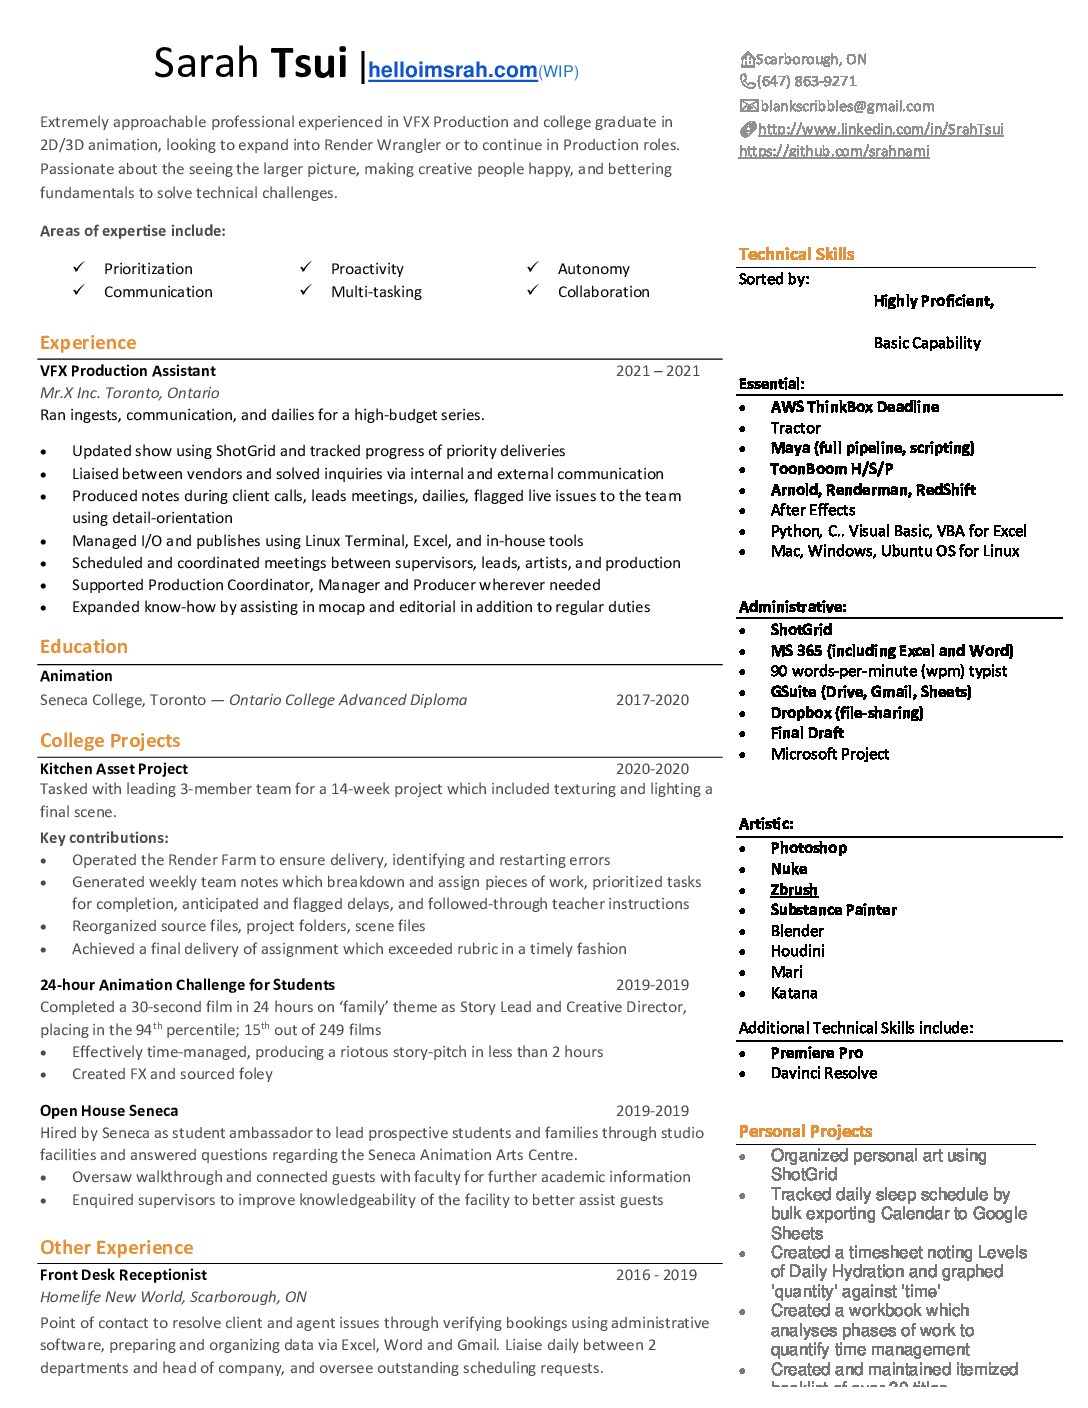 Sarah Tsui |helloimsrah.com(WIP)
Extremely approachable professional experienced in VFX Production and college graduate in
2D/3D animation, looking to expand into Render Wrangler or to continue in Production roles.
Passionate about the seeing the larger picture, making creative people happy, and bettering
fundamentals to solve technical challenges.
Areas of expertise include:
✓ Prioritization ✓ Proactivity ✓ Autonomy
✓ Communication ✓ Multi-tasking ✓ Collaboration
Experience
VFX Production Assistant 2021 – 2021
Mr.X Inc. Toronto, Ontario
Ran ingests, communication, and dailies for a high-budget series.
• Updated show using ShotGrid and tracked progress of priority deliveries
• Liaised between vendors and solved inquiries via internal and external communication
• Produced notes during client calls, leads meetings, dailies, flagged live issues to the team
using detail-orientation
• Managed I/O and publishes using Linux Terminal, Excel, and in-house tools
• Scheduled and coordinated meetings between supervisors, leads, artists, and production
• Supported Production Coordinator, Manager and Producer wherever needed
• Expanded know-how by assisting in mocap and editorial in addition to regular duties
Education
Animation
Seneca College, Toronto — Ontario College Advanced Diploma 2017-2020
College Projects
Kitchen Asset Project 2020-2020
Tasked with leading 3-member team for a 14-week project which included texturing and lighting a
final scene.
Key contributions:
• Operated the Render Farm to ensure delivery, identifying and restarting errors
• Generated weekly team notes which breakdown and assign pieces of work, prioritized tasks
for completion, anticipated and flagged delays, and followed-through teacher instructions
• Reorganized source files, project folders, scene files
• Achieved a final delivery of assignment which exceeded rubric in a timely fashion
24-hour Animation Challenge for Students 2019-2019
Completed a 30-second film in 24 hours on ‘family’ theme as Story Lead and Creative Director,
placing in the 94th percentile; 15th out of 249 films
• Effectively time-managed, producing a riotous story-pitch in less than 2 hours
• Created FX and sourced foley
Open House Seneca 2019-2019
Hired by Seneca as student ambassador to lead prospective students and families through studio
facilities and answered questions regarding the Seneca Animation Arts Centre.
• Oversaw walkthrough and connected guests with faculty for further academic information
• Enquired supervisors to improve knowledgeability of the facility to better assist guests
Other Experience
Front Desk Receptionist 2016 - 2019
Homelife New World, Scarborough, ON
Point of contact to resolve client and agent issues through verifying bookings using administrative
software, preparing and organizing data via Excel, Word and Gmail. Liaise daily between 2
departments and head of company, and oversee outstanding scheduling requests.
Scarborough, ON
(647) 863-9271
blankscribbles@gmail.com
http://www.linkedin.com/in/SrahTsui
https://github.com/srahnami
Technical Skills
Sorted by:
Highly Proficient,
Basic Capability
Essential:
• AWS ThinkBox Deadline
• Tractor
• Maya (full pipeline, scripting)
• ToonBoom H/S/P
• Arnold, Renderman, RedShift
• After Effects
• Python, C.. Visual Basic, VBA for Excel
• Mac, Windows, Ubuntu OS for Linux
Administrative:
• ShotGrid
• MS 365 (including Excel and Word)
• 90 words-per-minute (wpm) typist
• GSuite (Drive, Gmail, Sheets)
• Dropbox (file-sharing)
• Final Draft
• Microsoft Project
Artistic:
• Photoshop
• Nuke
• Zbrush
• Substance Painter
• Blender
• Houdini
• Mari
• Katana
Additional Technical Skills include:
• Premiere Pro
• Davinci Resolve
Personal Projects
• Organized personal art using
ShotGrid
• Tracked daily sleep schedule by
bulk exporting Calendar to Google
Sheets
• Created a timesheet noting Levels
of Daily Hydration and graphed
'quantity' against 'time'
• Created a workbook which
analyses phases of work to
quantify time management
• Created and maintained itemized